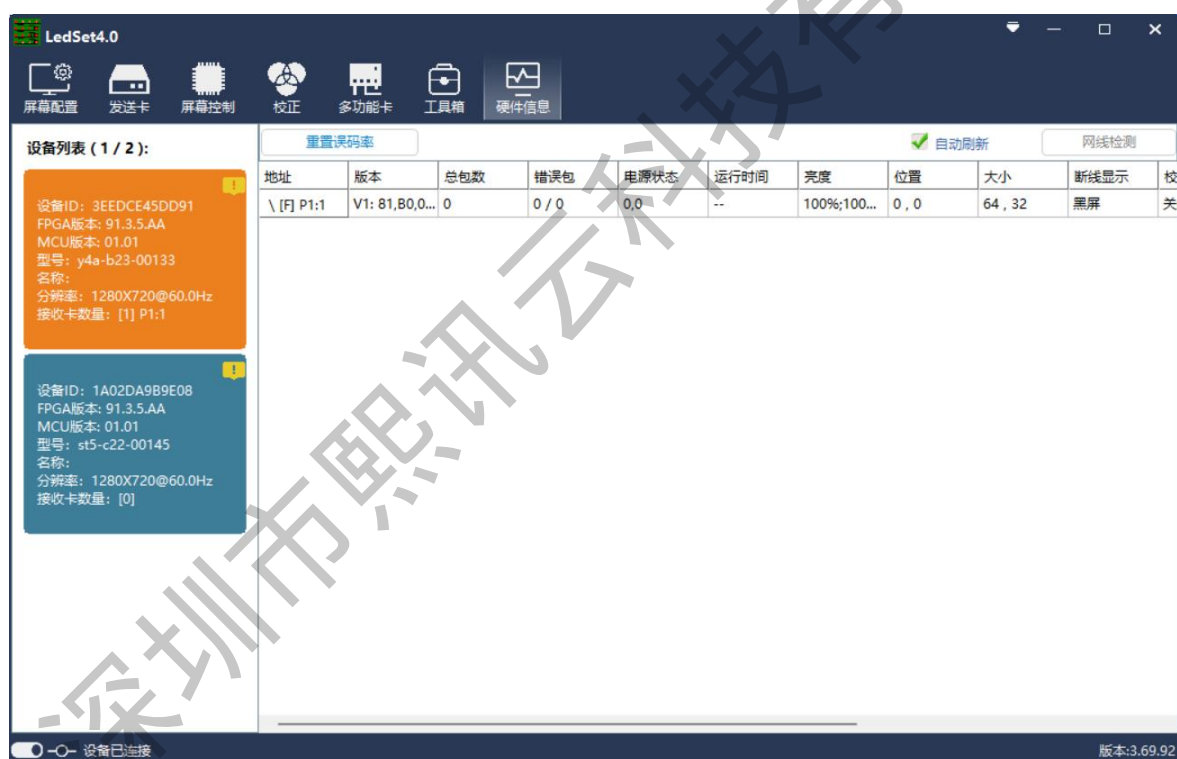 LedSet4.0
屏幕配置 发送卡 屏幕控制 校正 多功能卡 工具箱 硬件信息
设备列表 ( 1 / 2 ):
重置误码率 自动刷新 网线检测
地址 版本 总包数 错误包 电源状态 运行时间 亮度 位置 大小 断线显示 校
\ [F] P1:1 V1: 81,B0,0... 0 0 / 0 0,0 -- 100%;100... 0 , 0 64 , 32 黑屏 关
设备ID: 3EEDCE45DD91
FPGA版本: 91.3.5.AA
MCU版本: 01.01
型号: y4a-b23-00133
名称:
分辨率: 1280X720@60.0Hz
接收卡数量: [1] P1:1
设备ID: 1A02DA9B9E08
FPGA版本: 91.3.5.AA
MCU版本: 01.01
型号: st5-c22-00145
名称:
分辨率: 1280X720@60.0Hz
接收卡数量: [0]
设备已连接
版本:3.69.92
深圳市熙讯云科技有